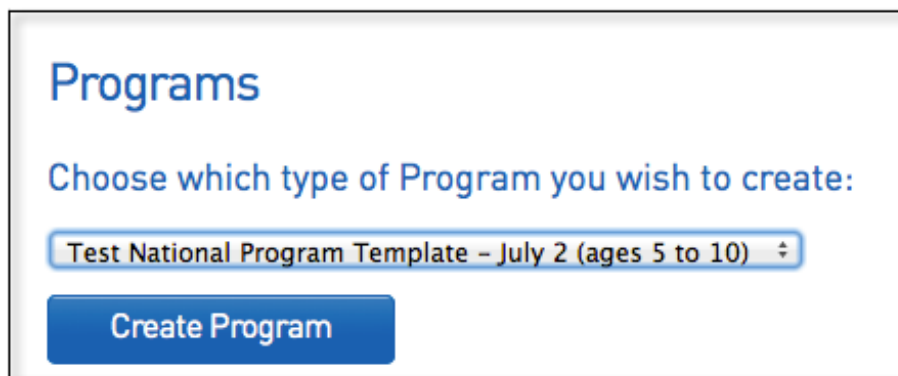 Programs
Choose which type of Program you wish to create:
Test National Program Template – July 2 (ages 5 to 10)
Create Program